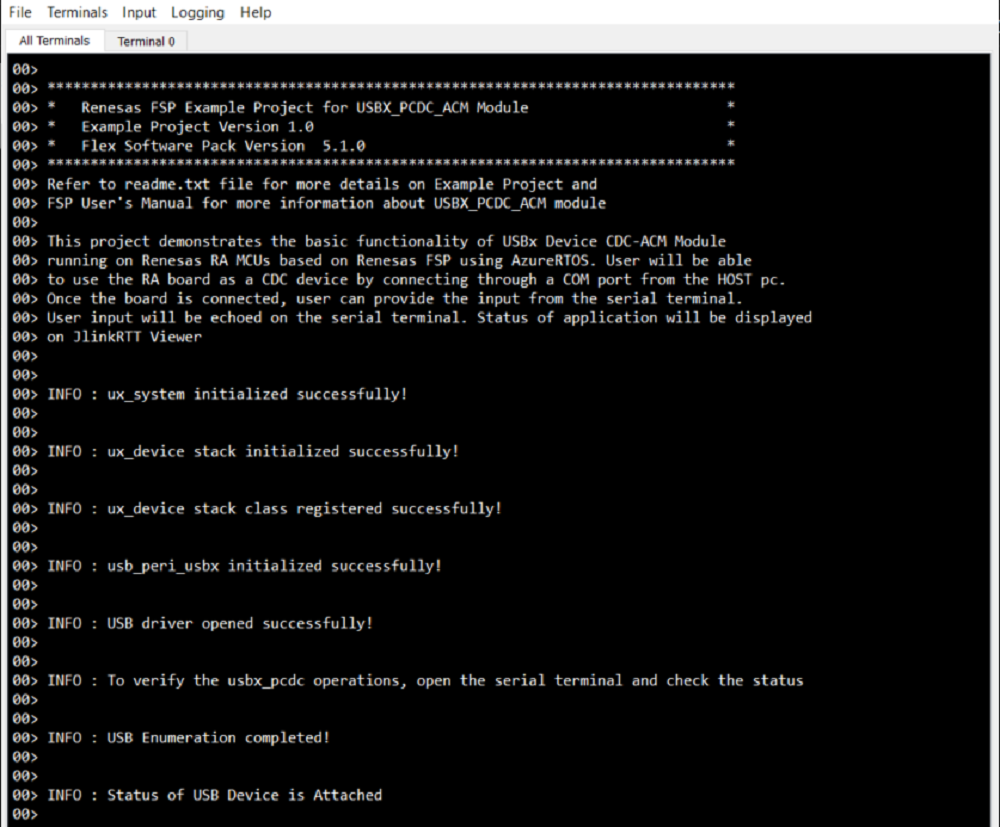 File Terminals Input Logging Help
All Terminals Terminal 0
00>
00> ********************************************************************************
00> *   Renesas FSP Example Project for USBX_PCDC_ACM Module                       *
00> *   Example Project Version 1.0                                                *
00> *   Flex Software Pack Version  5.1.0                                          *
00> ********************************************************************************
00> Refer to readme.txt file for more details on Example Project and
00> FSP User's Manual for more information about USBX_PCDC_ACM module
00>
00> This project demonstrates the basic functionality of USBx Device CDC-ACM Module
00> running on Renesas RA MCUs based on Renesas FSP using AzureRTOS. User will be able
00> to use the RA board as a CDC device by connecting through a COM port from the HOST pc.
00> Once the board is connected, user can provide the input from the serial terminal.
00> User input will be echoed on the serial terminal. Status of application will be displayed
00> on JlinkRTT Viewer
00>
00>
00> INFO : ux_system initialized successfully!
00>
00>
00> INFO : ux_device stack initialized successfully!
00>
00>
00> INFO : ux_device stack class registered successfully!
00>
00>
00> INFO : usb_peri_usbx initialized successfully!
00>
00>
00> INFO : USB driver opened successfully!
00>
00>
00> INFO : To verify the usbx_pcdc operations, open the serial terminal and check the status
00>
00>
00> INFO : USB Enumeration completed!
00>
00>
00> INFO : Status of USB Device is Attached
00>